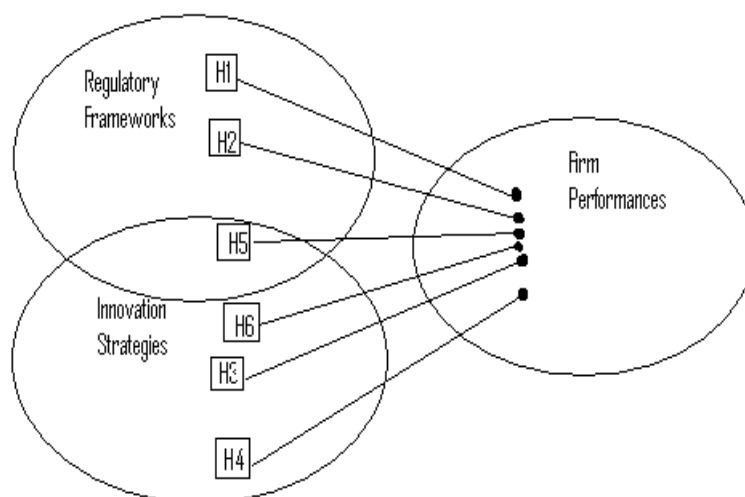 Regulatory
Frameworks
H1
H2
Firm
Performances
H5
Innovation
Strategies
H6
H3
H4